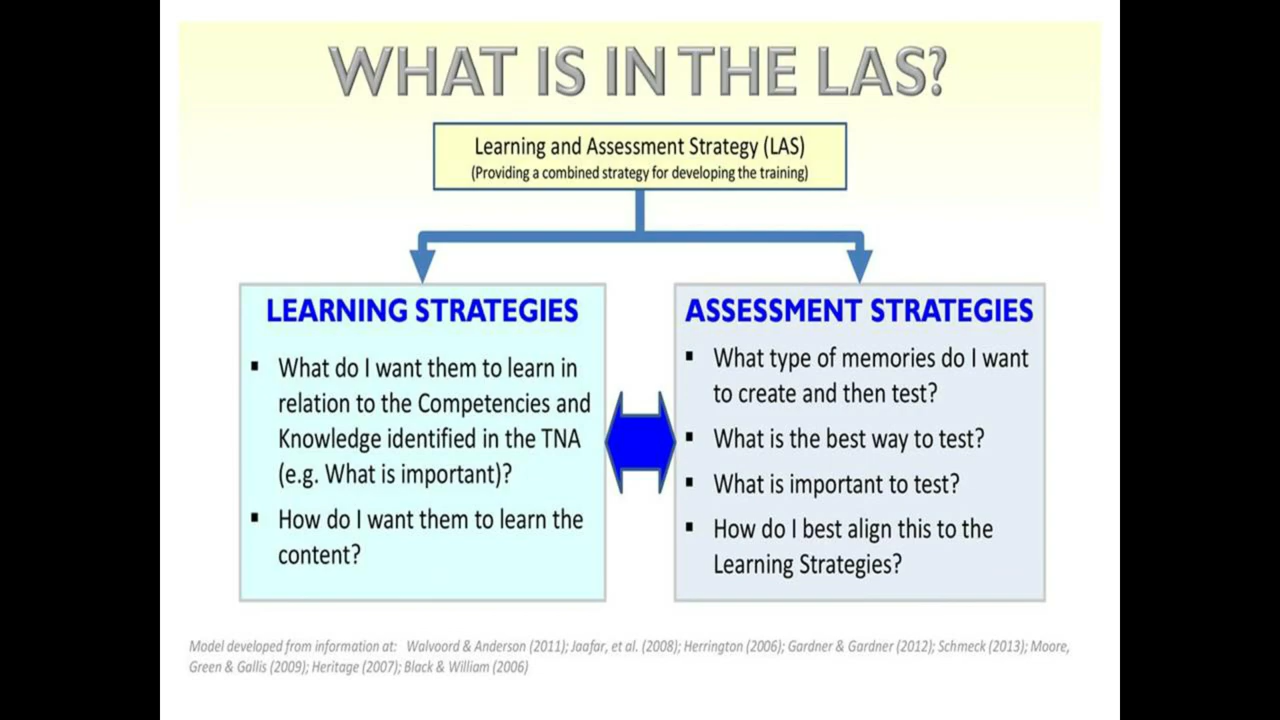 WHAT IS IN THE LAS?
Learning and Assessment Strategy (LAS)
(Providing a combined strategy for developing the training)
LEARNING STRATEGIES
▪ What do I want them to learn in
relation to the Competencies and
Knowledge identified in the TNA
(e.g. What is important)?
▪ How do I want them to learn the
content?
ASSESSMENT STRATEGIES
▪ What type of memories do I want
to create and then test?
▪ What is the best way to test?
▪ What is important to test?
▪ How do I best align this to the
Learning Strategies?
Model developed from information at: Walvoord & Anderson (2011); Jaafar, et al. (2008); Herrington (2006); Gardner & Gardner (2012); Schmeck (2013); Moore,
Green & Gallis (2009); Heritage (2007); Black & William (2006)